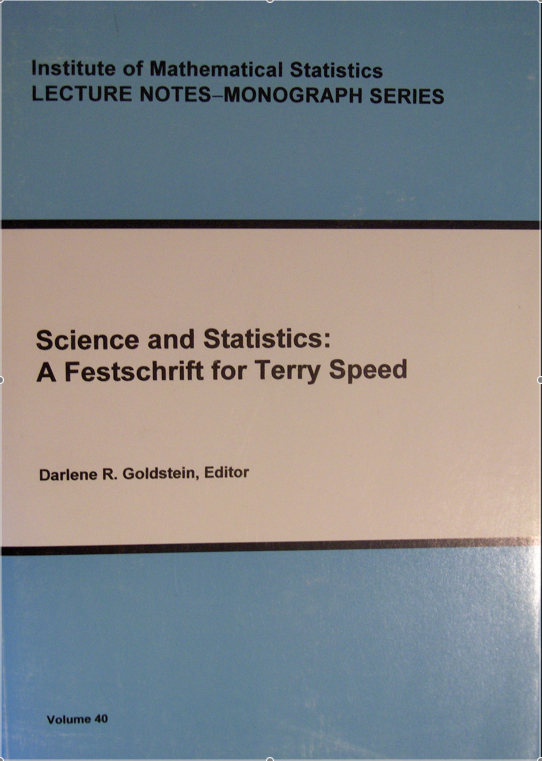 Institute of Mathematical Statistics
LECTURE NOTES–MONOGRAPH SERIES
Science and Statistics:
A Festschrift for Terry Speed
Darlene R. Goldstein, Editor
Volume 40